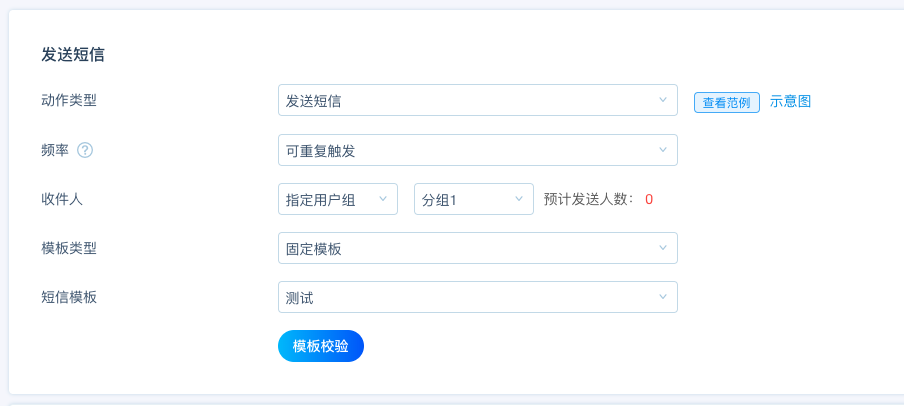 发送短信
动作类型 发送短信 查看范例 示意图
频率 ? 可重复触发
收件人 指定用户组 分组1 预计发送人数： 0
模板类型 固定模板
短信模板 测试
模板校验